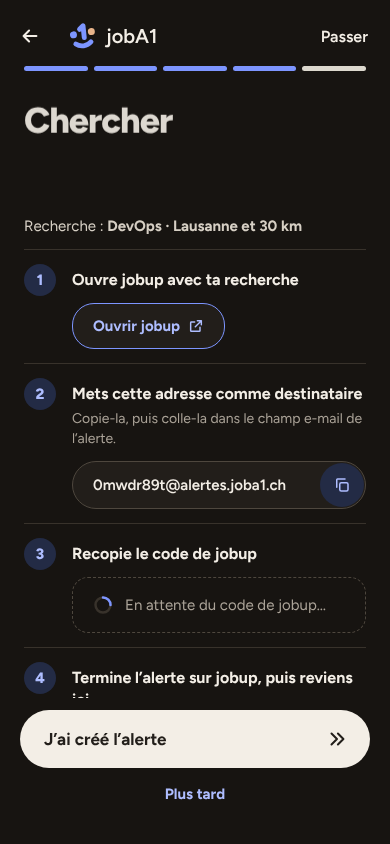 jobA1
Passer
Chercher
Recherche : DevOps · Lausanne et 30 km
1
Ouvre jobup avec ta recherche
Ouvrir jobup
2
Mets cette adresse comme destinataire
Copie-la, puis colle-la dans le champ e-mail de
l’alerte.
0mwdr89t@alertes.joba1.ch
3
Recopie le code de jobup
En attente du code de jobup…
4
Termine l’alerte sur jobup, puis reviens
J’ai créé l’alerte
Plus tard